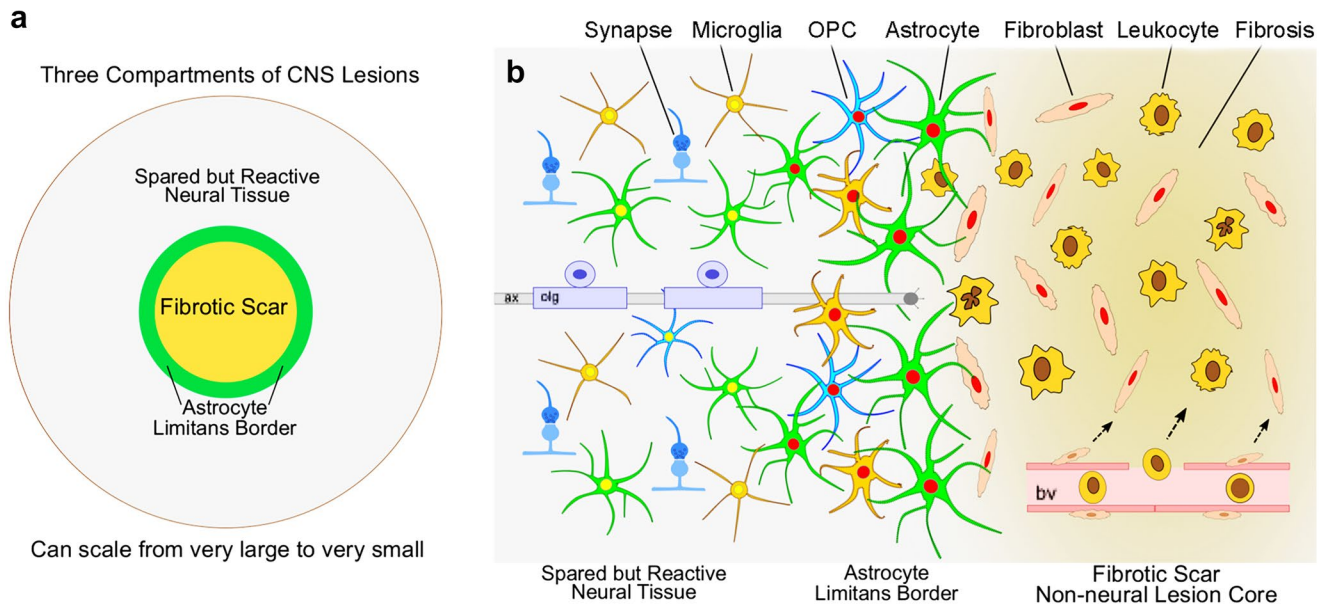 a
Three Compartments of CNS Lesions
Spared but Reactive
Neural Tissue
Fibrotic Scar
Astrocyte
Limitans Border
Can scale from very large to very small
Synapse Microglia OPC Astrocyte Fibroblast Leukocyte Fibrosis
b
ax
olg
bv
Spared but Reactive
Neural Tissue
Astrocyte
Limitans Border
Fibrotic Scar
Non-neural Lesion Core